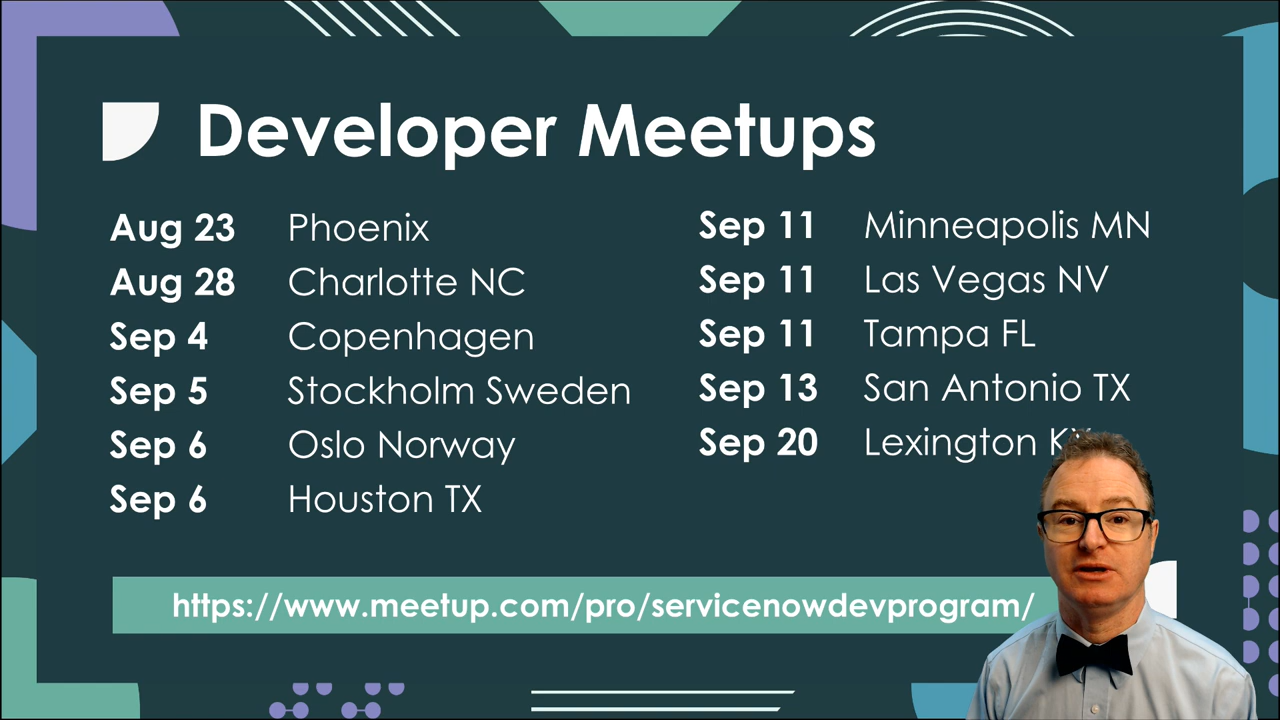 Developer Meetups
Aug 23 Phoenix
Aug 28 Charlotte NC
Sep 4 Copenhagen
Sep 5 Stockholm Sweden
Sep 6 Oslo Norway
Sep 6 Houston TX
Sep 11 Minneapolis MN
Sep 11 Las Vegas NV
Sep 11 Tampa FL
Sep 13 San Antonio TX
Sep 20 Lexington
https://www.meetup.com/pro/servicenowdevprogram/